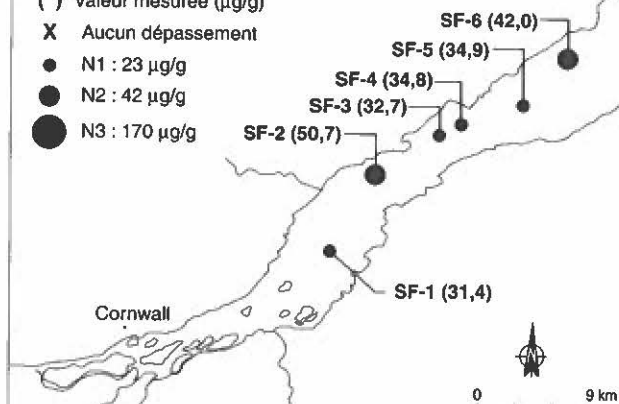 ( ) Valeur mesurée (µg/g)
X Aucun dépassement
N1 : 23 µg/g
N2 : 42 µg/g
N3 : 170 µg/g
SF-6 (42,0)
SF-5 (34,9)
SF-4 (34,8)
SF-3 (32,7)
SF-2 (50,7)
SF-1 (31,4)
Cornwall
N
0 9 km